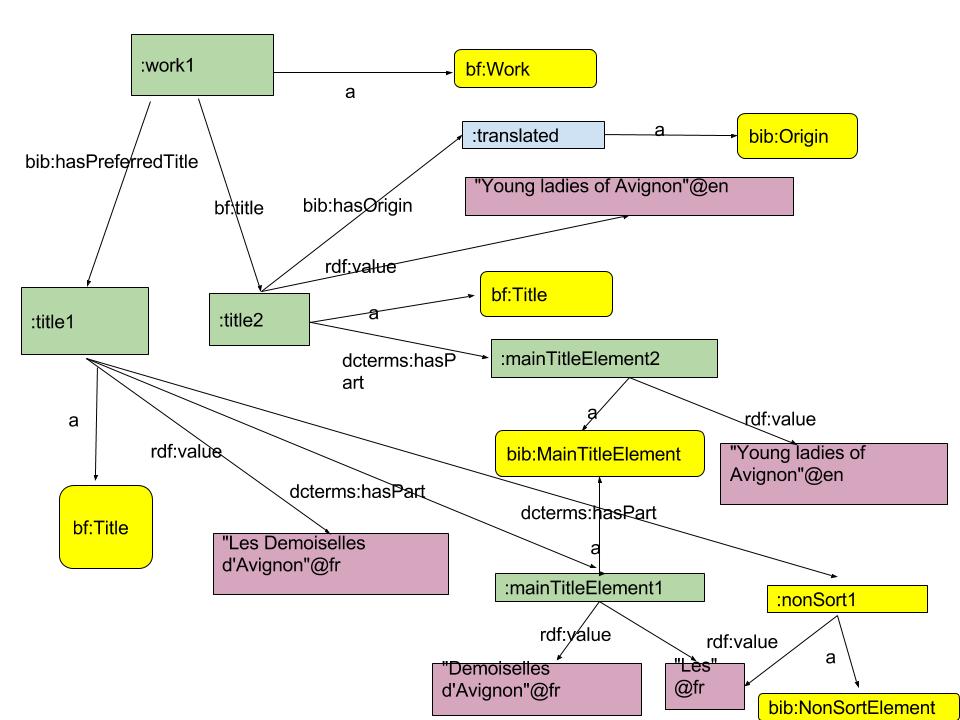 :work1
bf:Work
a
:translated
a
bib:Origin
bib:hasPreferredTitle
"Young ladies of Avignon"@en
bf:title
bib:hasOrigin
rdf:value
bf:Title
a
:title1
:title2
dcterms:hasP
art
:mainTitleElement2
a
rdf:value
a
rdf:value
bib:MainTitleElement
"Young ladies of
Avignon"@en
dcterms:hasPart
dcterms:hasPart
bf:Title
"Les Demoiselles
d'Avignon"@fr
a
:mainTitleElement1
:nonSort1
rdf:value
rdf:value
a
"Demoiselles
d'Avignon"@fr
"Les"
@fr
bib:NonSortElement